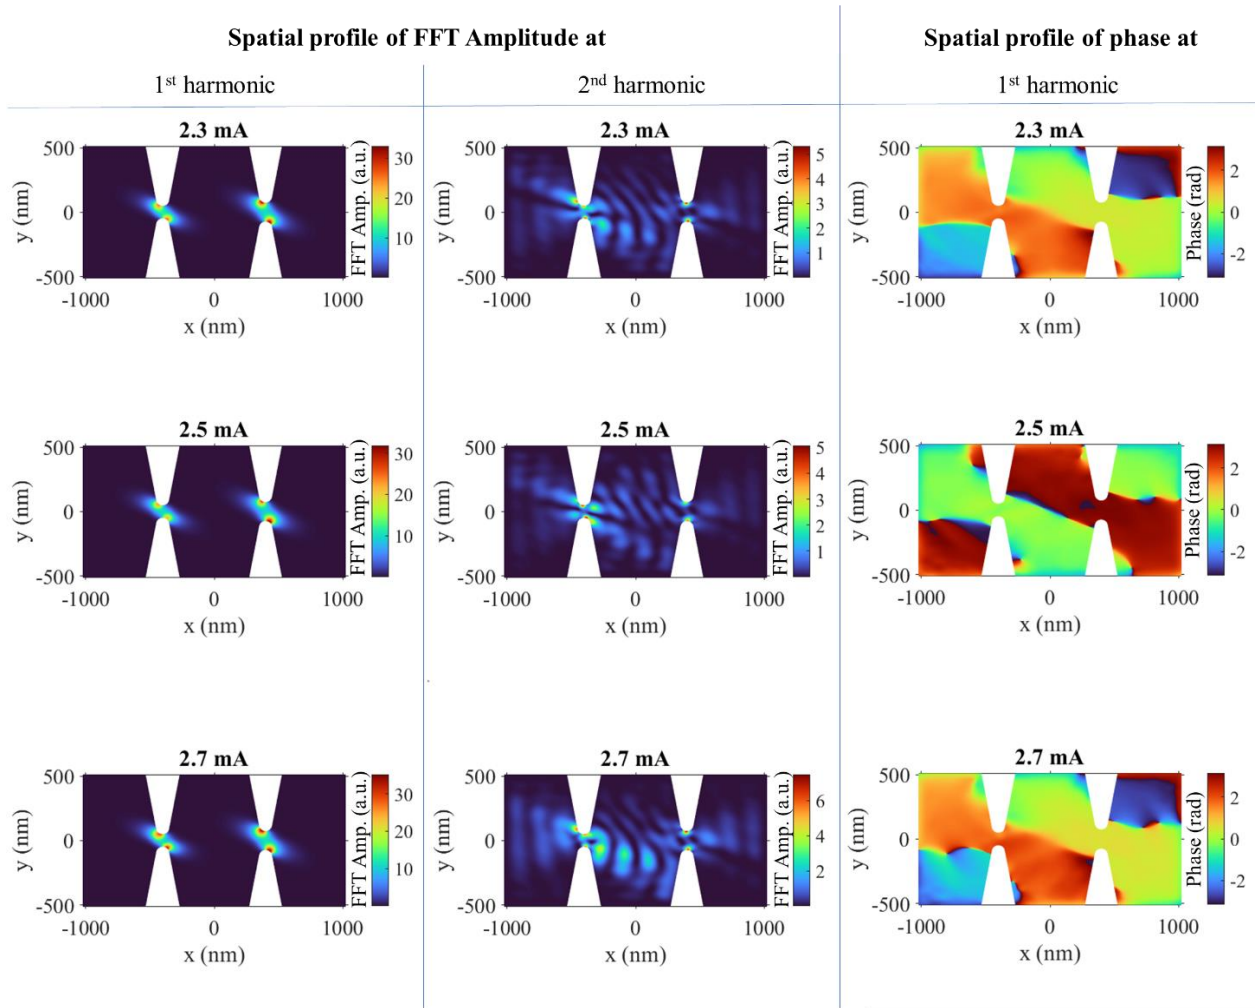 Spatial profile of FFT Amplitude at
Spatial profile of phase at
1st harmonic
2nd harmonic
1st harmonic
2.3 mA
500
0
-500
y (nm)
-1000
0
1000
x (nm)
30
20
10
FFT Amp. (a.u.)
2.3 mA
500
0
-500
y (nm)
-1000
0
1000
x (nm)
5
4
3
2
1
FFT Amp. (a.u.)
2.3 mA
500
0
-500
y (nm)
-1000
0
1000
x (nm)
2
0
-2
Phase (rad)
2.5 mA
500
0
-500
y (nm)
-1000
0
1000
x (nm)
30
20
10
FFT Amp. (a.u.)
2.5 mA
500
0
-500
y (nm)
-1000
0
1000
x (nm)
5
4
3
2
1
FFT Amp. (a.u.)
2.5 mA
500
0
-500
y (nm)
-1000
0
1000
x (nm)
2
0
-2
Phase (rad)
2.7 mA
500
0
-500
y (nm)
-1000
0
1000
x (nm)
30
20
10
FFT Amp. (a.u.)
2.7 mA
500
0
-500
y (nm)
-1000
0
1000
x (nm)
6
4
2
FFT Amp. (a.u.)
2.7 mA
500
0
-500
y (nm)
-1000
0
1000
x (nm)
2
0
-2
Phase (rad)